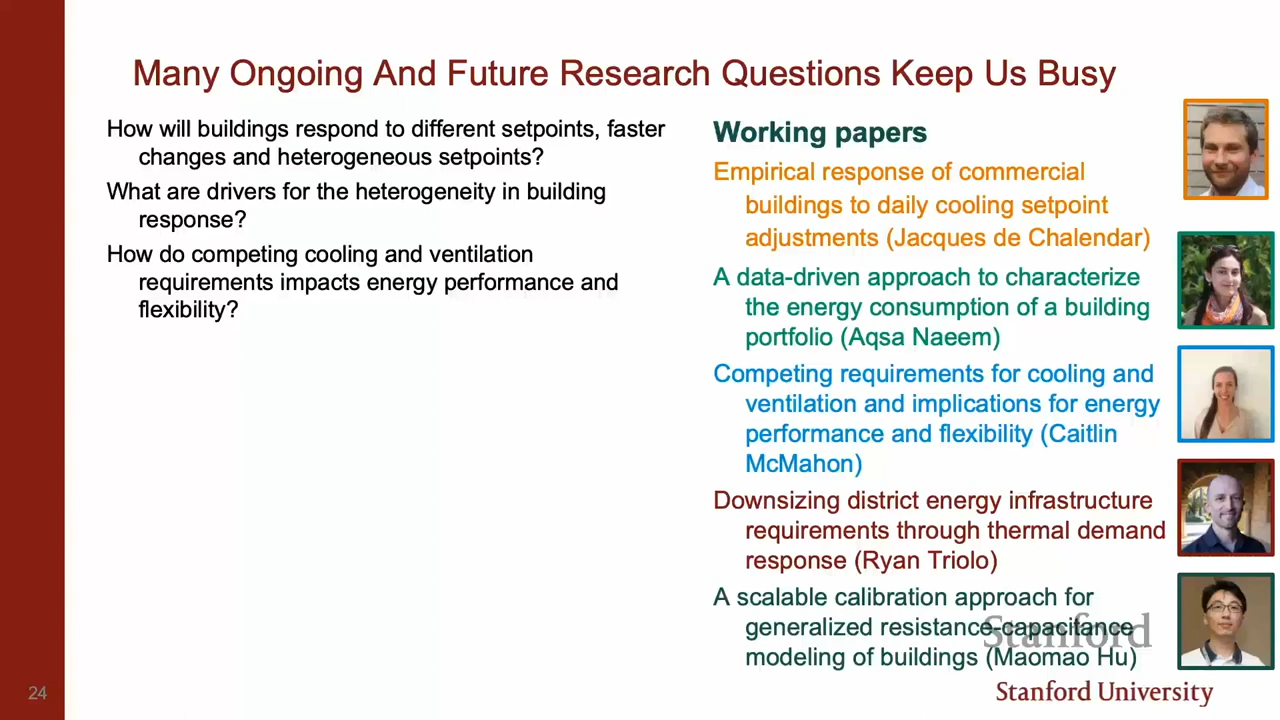 Many Ongoing And Future Research Questions Keep Us Busy
How will buildings respond to different setpoints, faster
changes and heterogeneous setpoints?
What are drivers for the heterogeneity in building
response?
How do competing cooling and ventilation
requirements impacts energy performance and
flexibility?
Working papers
Empirical response of commercial
buildings to daily cooling setpoint
adjustments (Jacques de Chalendar)
A data-driven approach to characterize
the energy consumption of a building
portfolio (Aqsa Naeem)
Competing requirements for cooling and
ventilation and implications for energy
performance and flexibility (Caitlin
McMahon)
Downsizing district energy infrastructure
requirements through thermal demand
response (Ryan Triolo)
A scalable calibration approach for
generalized resistance-capacitance
modeling of buildings (Maomao Hu)
Stanford
24
Stanford University